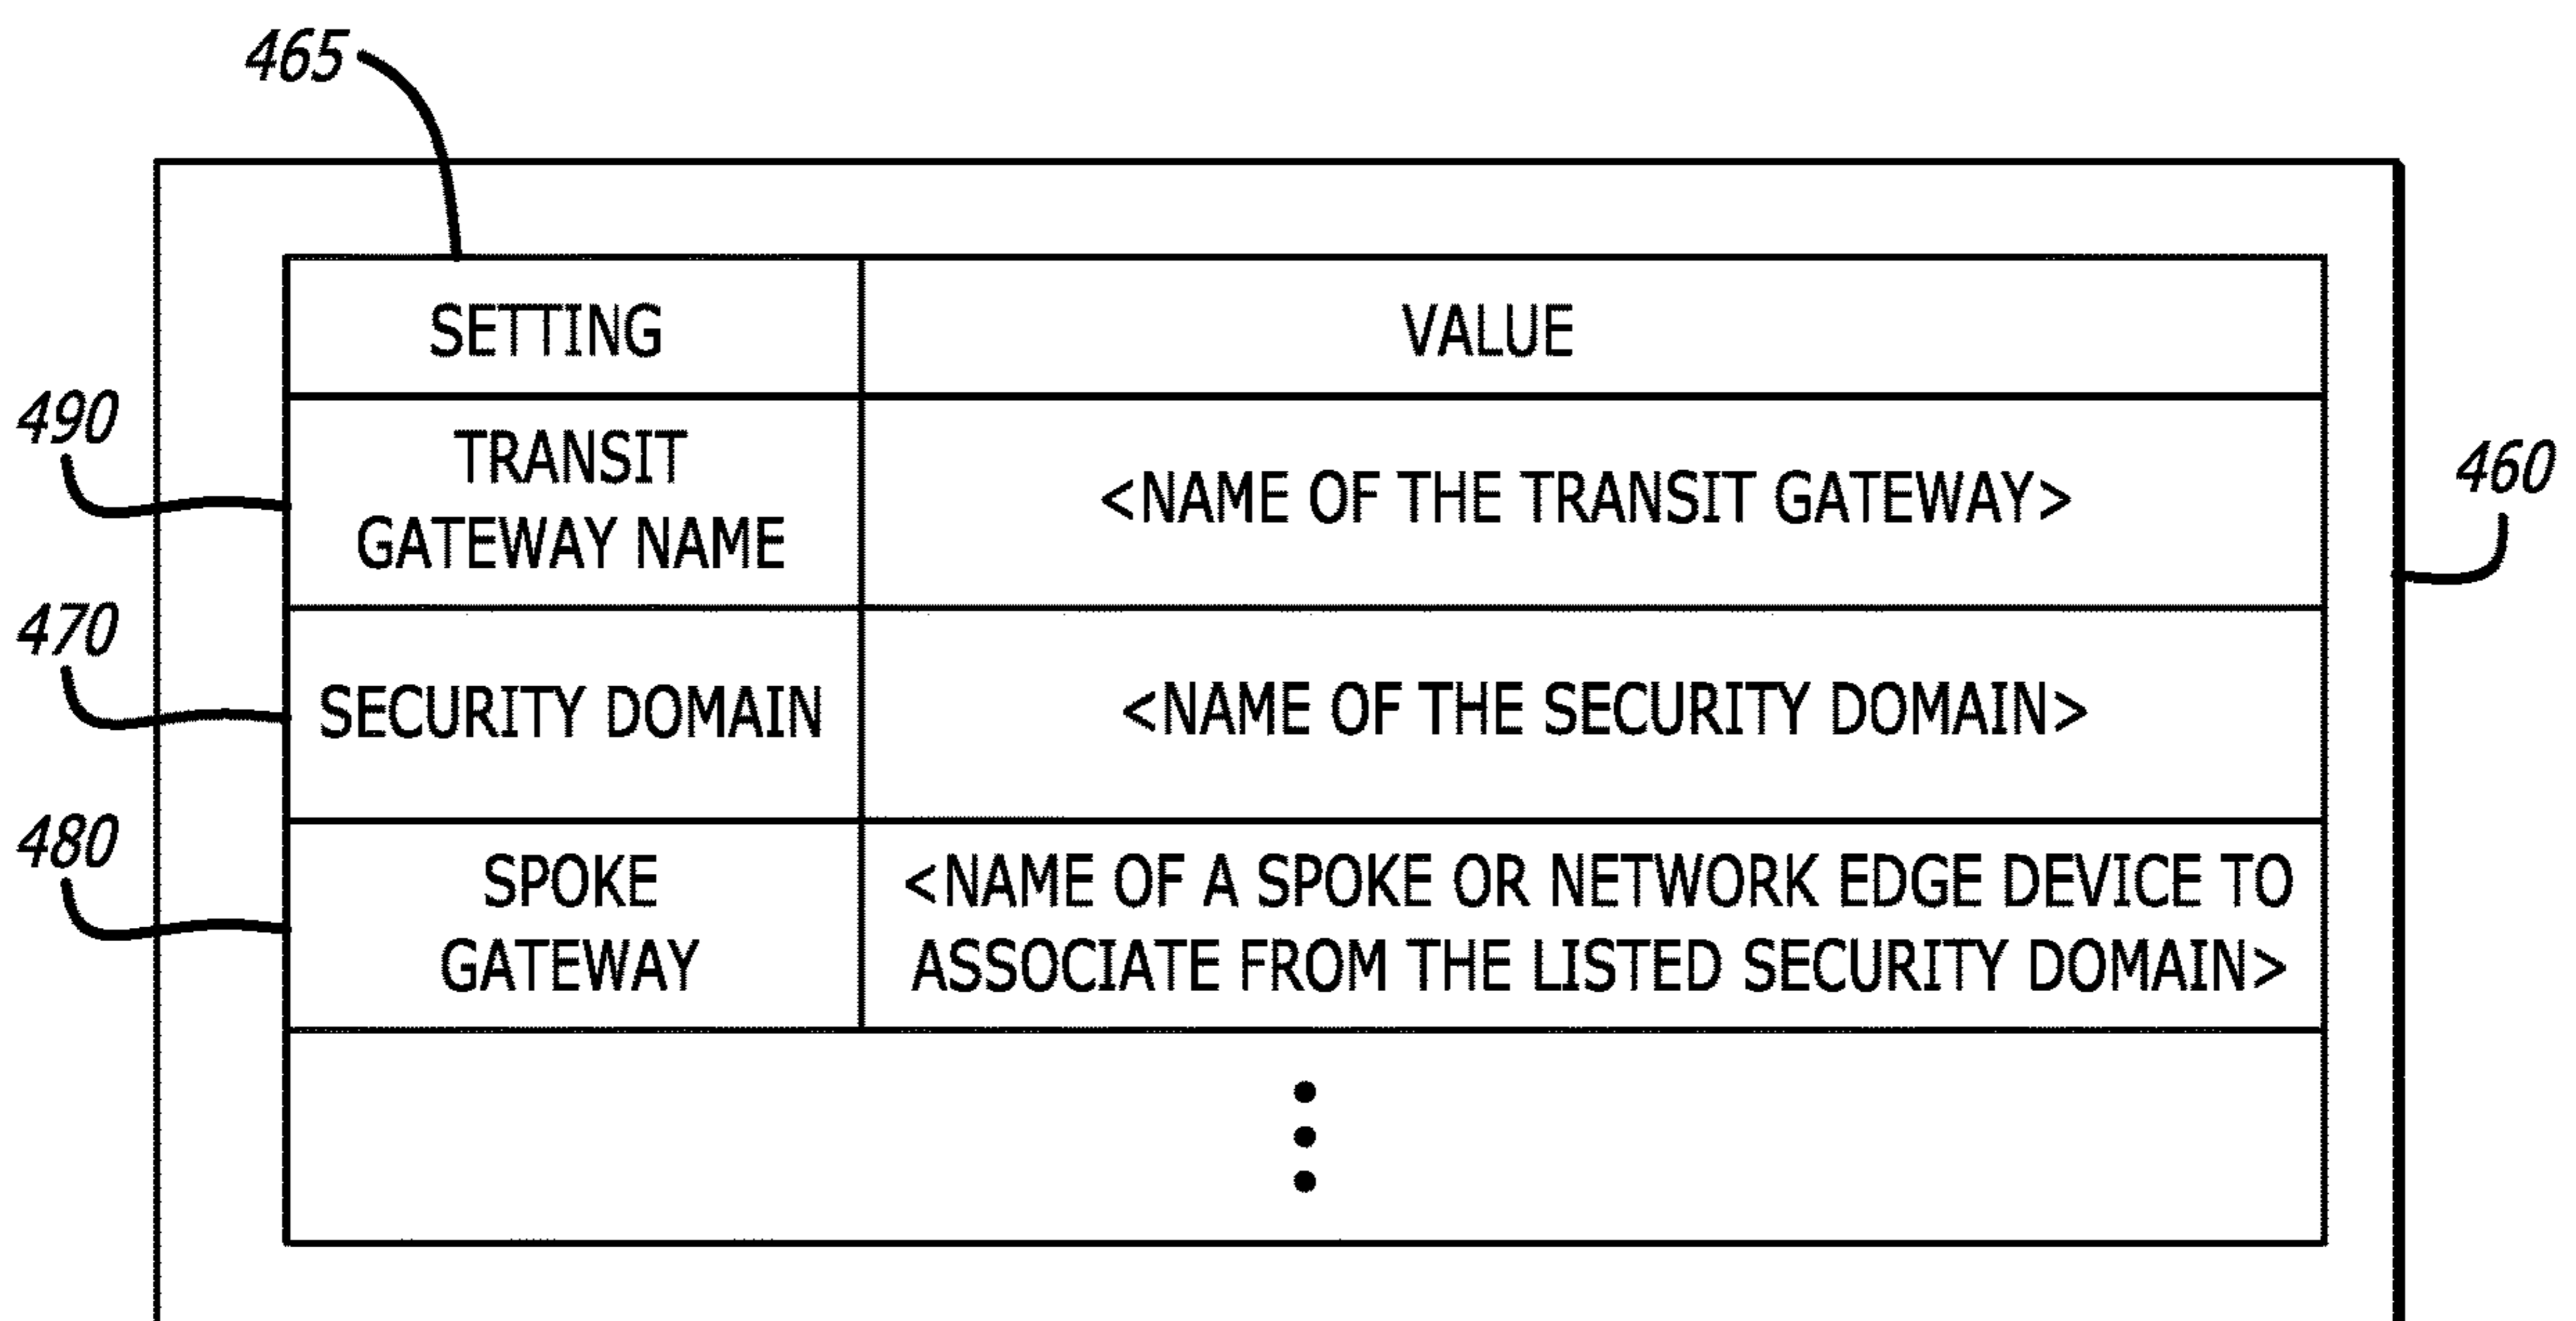 465
SETTING
VALUE
490
TRANSIT
GATEWAY NAME
<NAME OF THE TRANSIT GATEWAY>
460
470
SECURITY DOMAIN
<NAME OF THE SECURITY DOMAIN>
480
SPOKE
GATEWAY
<NAME OF A SPOKE OR NETWORK EDGE DEVICE TO
ASSOCIATE FROM THE LISTED SECURITY DOMAIN>